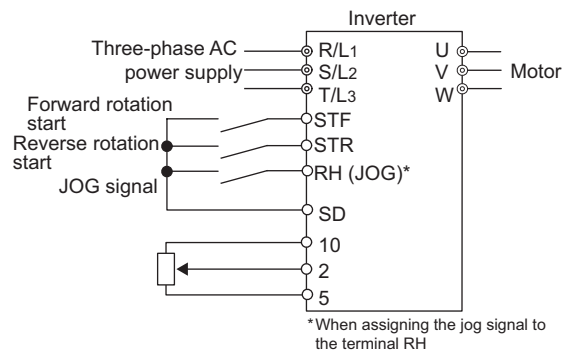 Inverter
Three-phase AC
power supply
R/L1
S/L2
T/L3
U
V
W
Motor
Forward rotation
start
STF
Reverse rotation
start
STR
JOG signal
RH (JOG)*
SD
10
2
5
*When assigning the jog signal to
the terminal RH